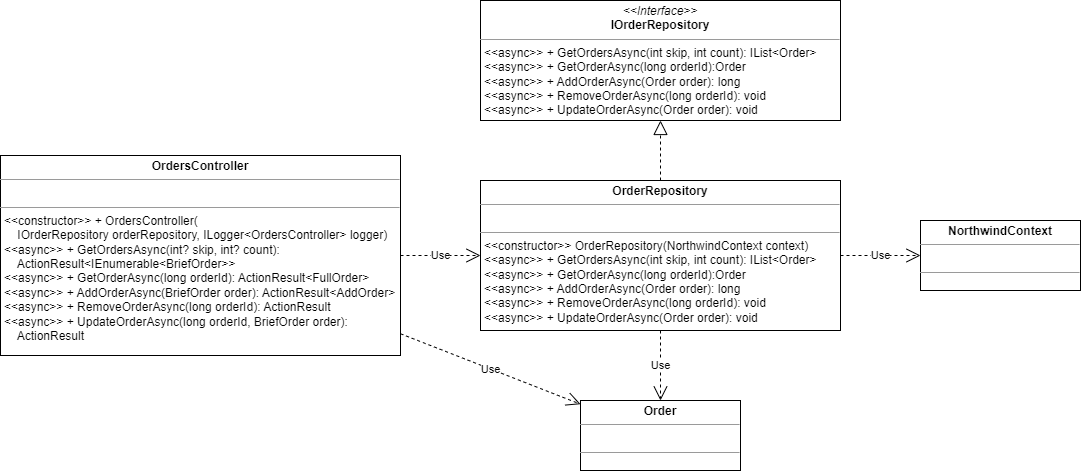 <<Interface>>
IOrderRepository
<<async>> + GetOrdersAsync(int skip, int count): IList<Order>
<<async>> + GetOrderAsync(long orderId):Order
<<async>> + AddOrderAsync(Order order): long
<<async>> + RemoveOrderAsync(long orderId): void
<<async>> + UpdateOrderAsync(Order order): void
OrdersController
<<constructor>> + OrdersController(
IOrderRepository orderRepository, ILogger<OrdersController> logger)
<<async>> + GetOrdersAsync(int? skip, int? count):
ActionResult<IEnumerable<BriefOrder>>
<<async>> + GetOrderAsync(long orderId): ActionResult<FullOrder>
<<async>> + AddOrderAsync(BriefOrder order): ActionResult<AddOrder>
<<async>> + RemoveOrderAsync(long orderId): ActionResult
<<async>> + UpdateOrderAsync(long orderId, BriefOrder order):
ActionResult
Use
OrderRepository
<<constructor>> OrderRepository(NorthwindContext context)
<<async>> + GetOrdersAsync(int skip, int count): IList<Order>
<<async>> + GetOrderAsync(long orderId):Order
<<async>> + AddOrderAsync(Order order): long
<<async>> + RemoveOrderAsync(long orderId): void
<<async>> + UpdateOrderAsync(Order order): void
Use
NorthwindContext
Use
Use
Order